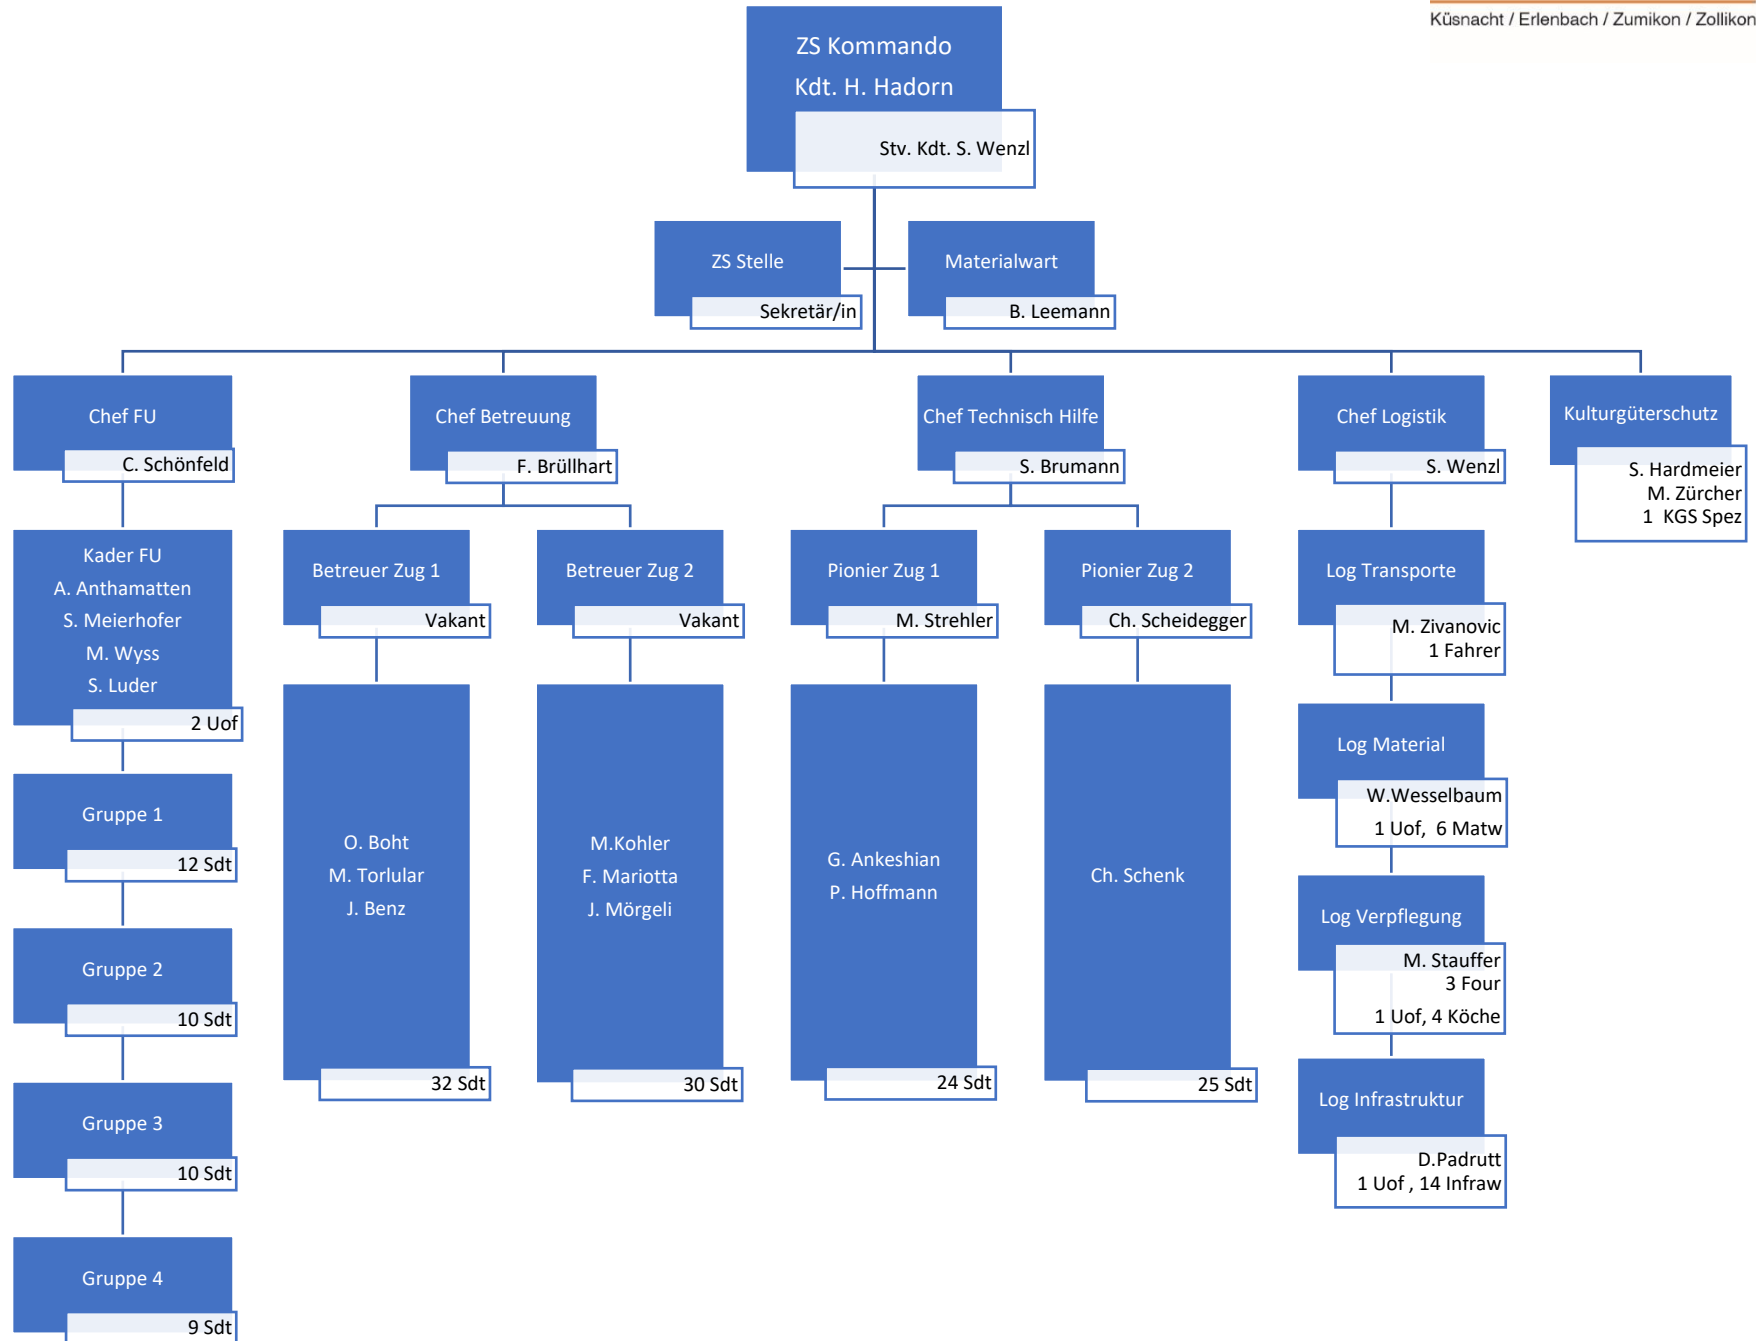 Küsnacht / Erlenbach / Zumikon / Zollikon
ZS Kommando
Kdt. H. Hadorn
Stv. Kdt. S. Wenzl
ZS Stelle
Sekretär/in
Materialwart
B. Leemann
Chef FU
C. Schönfeld
Chef Betreuung
F. Brüllhart
Chef Technisch Hilfe
S. Brumann
Chef Logistik
S. Wenzl
Kulturgüterschutz
S. Hardmeier
M. Zürcher
1 KGS Spez
Kader FU
A. Anthamatten
S. Meierhofer
M. Wyss
S. Luder
2 Uof
Gruppe 1
12 Sdt
Gruppe 2
10 Sdt
Gruppe 3
10 Sdt
Gruppe 4
9 Sdt
Betreuer Zug 1
Vakant
O. Boht
M. Torlular
J. Benz
32 Sdt
Betreuer Zug 2
Vakant
M.Kohler
F. Mariotta
J. Mörgeli
30 Sdt
Pionier Zug 1
M. Strehler
G. Ankeshian
P. Hoffmann
24 Sdt
Pionier Zug 2
Ch. Scheidegger
Ch. Schenk
25 Sdt
Log Transporte
M. Zivanovic
1 Fahrer
Log Material
W.Wesselbaum
1 Uof, 6 Matw
Log Verpflegung
M. Stauffer
3 Four
1 Uof, 4 Köche
Log Infrastruktur
D.Padrutt
1 Uof , 14 Infraw